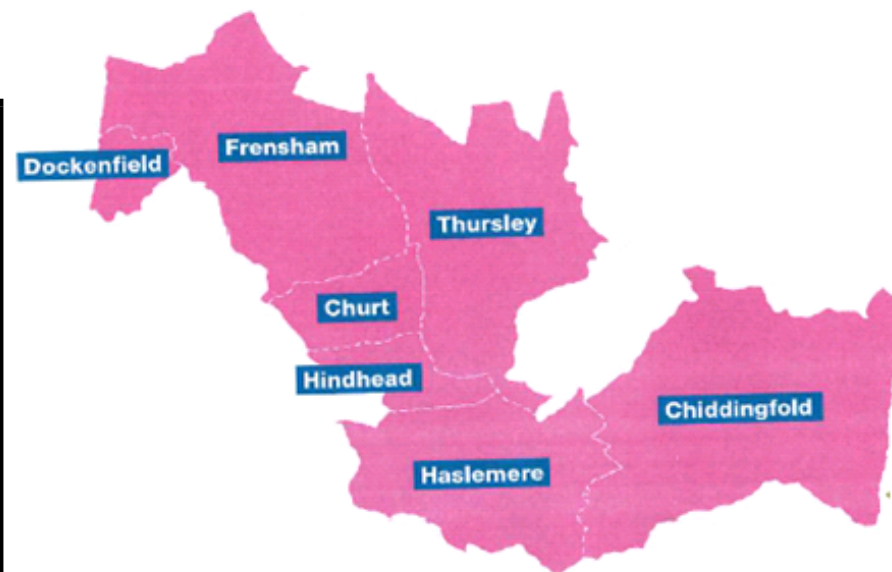 Frensham
Dockenfield
Thursley
Churt
Hindhead
Chiddingfold
Haslemere